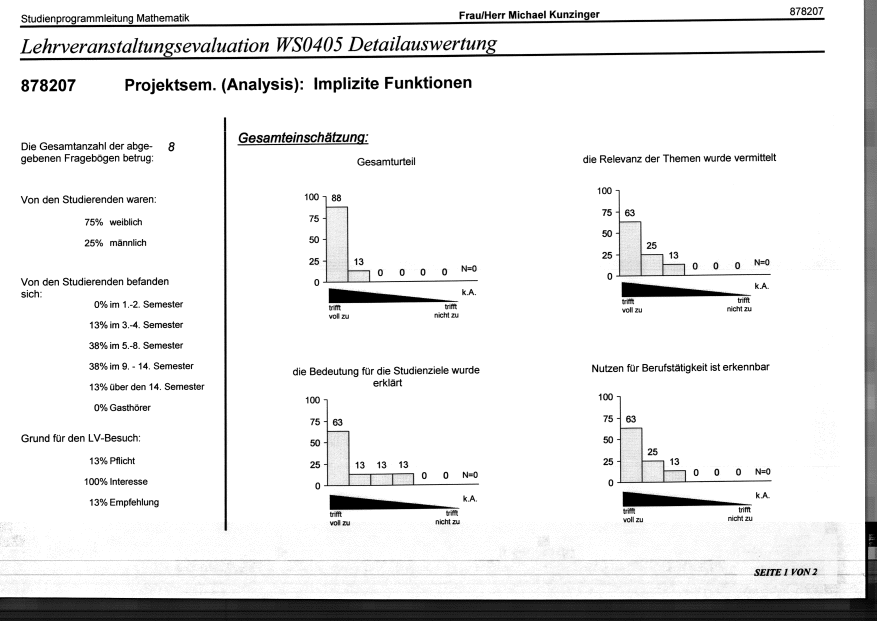 Studienprogrammleitung Mathematik Frau/Herr Michael Kunzinger 878207
Lehrveranstaltungsevaluation WS0405 Detailauswertung
878207 Projektsem. (Analysis): Implizite Funktionen
Die Gesamtanzahl der abge- 8
gebenen Fragebögen betrug:
Von den Studierenden waren:
75% weiblich
25% männlich
Von den Studierenden befanden
sich:
0% im 1.-2. Semester
13% im 3.-4. Semester
38% im 5.-8. Semester
38% im 9. - 14. Semester
13% über den 14. Semester
0% Gasthörer
Grund für den LV-Besuch:
13% Pflicht
100% Interesse
13% Empfehlung
Gesamteinschätzung:
Gesamturteil
100 88
75
50
25 13
0 0 0 0 0 N=0
k.A.
trifft trifft
voll zu nicht zu
die Relevanz der Themen wurde vermittelt
100
75 63
50
25 25 13
0 0 0 0 N=0
k.A.
trifft trifft
voll zu nicht zu
die Bedeutung für die Studienziele wurde
erklärt
100
75 63
50
25 13 13 13
0 0 0 N=0
k.A.
trifft trifft
voll zu nicht zu
Nutzen für Berufstätigkeit ist erkennbar
100
75 63
50
25 25 13
0 0 0 0 N=0
k.A.
trifft trifft
voll zu nicht zu
SEITE 1 VON 2